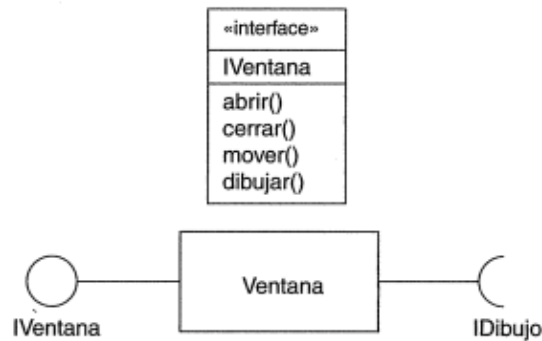 «interface»
IVentana
abrir()
cerrar()
mover()
dibujar()
Ventana
IVentana
IDibujo